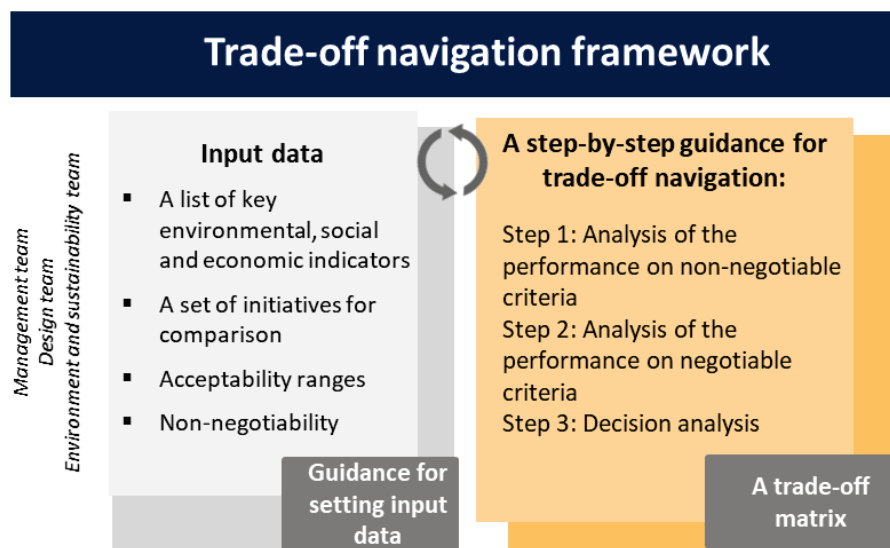 Trade-off navigation framework
Management team
Design team
Environment and sustainability team
Input data
▪ A list of key
environmental, social
and economic indicators
▪ A set of initiatives for
comparison
▪ Acceptability ranges
▪ Non-negotiability
Guidance for
setting input
data
A step-by-step guidance for
trade-off navigation:
Step 1: Analysis of the
performance on non-negotiable
criteria
Step 2: Analysis of the
performance on negotiable
criteria
Step 3: Decision analysis
A trade-off
matrix